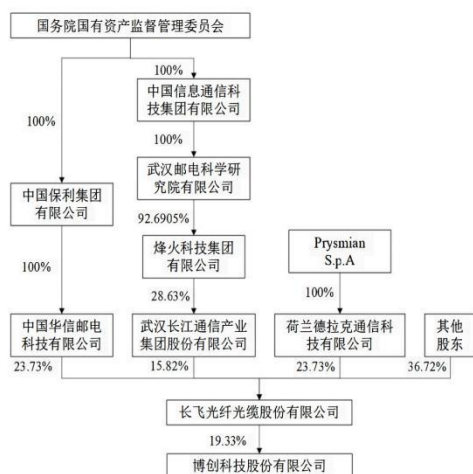 国务院国有资产监督管理委员会
100%
中国信息通信科
技集团有限公司
100%
100%
武汉邮电科学研
究院有限公司
中国保利集团
有限公司
92.6905%
烽火科技集团
有限公司
Prysmian
S.p.A
100%
28.63%
100%
中国华信邮电
科技有限公司
武汉长江通信产业
集团股份有限公司
荷兰德拉克通信科
技有限公司
其他
股东
23.73%
15.82%
23.73%
36.72%
长飞光纤光缆股份有限公司
19.33%
博创科技股份有限公司